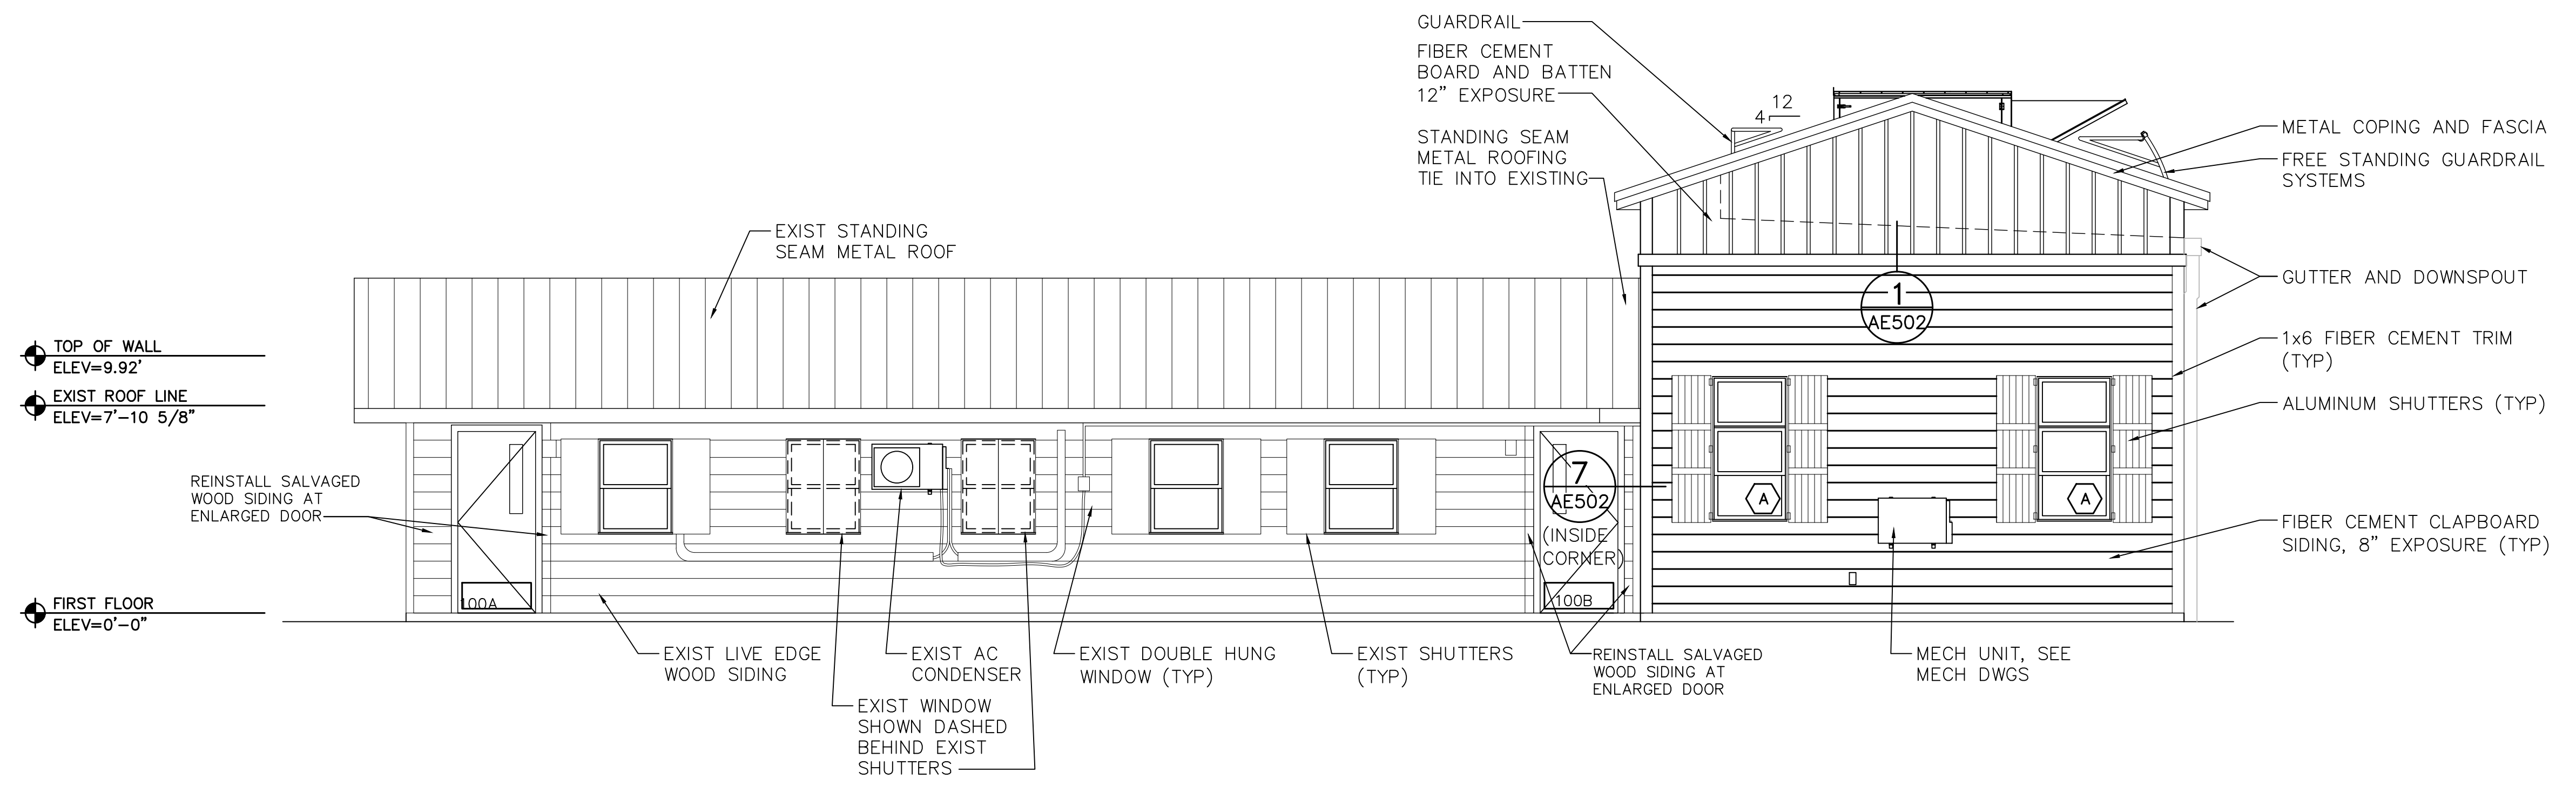 GUARDRAIL
FIBER CEMENT
BOARD AND BATTEN
12” EXPOSURE
12
4
STANDING SEAM
METAL ROOFING
TIE INTO EXISTING
METAL COPING AND FASCIA
FREE STANDING GUARDRAIL
SYSTEMS
EXIST STANDING
SEAM METAL ROOF
GUTTER AND DOWNSPOUT
1
AE502
1x6 FIBER CEMENT TRIM
(TYP)
TOP OF WALL
ELEV=9.92’
EXIST ROOF LINE
ELEV=7’-10 5/8”
ALUMINUM SHUTTERS (TYP)
REINSTALL SALVAGED
WOOD SIDING AT
ENLARGED DOOR
7
AE502
(INSIDE
CORNER)
A
A
FIBER CEMENT CLAPBOARD
SIDING, 8” EXPOSURE (TYP)
FIRST FLOOR
ELEV=0’-0”
100A
100B
EXIST LIVE EDGE
WOOD SIDING
EXIST AC
CONDENSER
EXIST DOUBLE HUNG
WINDOW (TYP)
EXIST SHUTTERS
(TYP)
REINSTALL SALVAGED
WOOD SIDING AT
ENLARGED DOOR
MECH UNIT, SEE
MECH DWGS
EXIST WINDOW
SHOWN DASHED
BEHIND EXIST
SHUTTERS